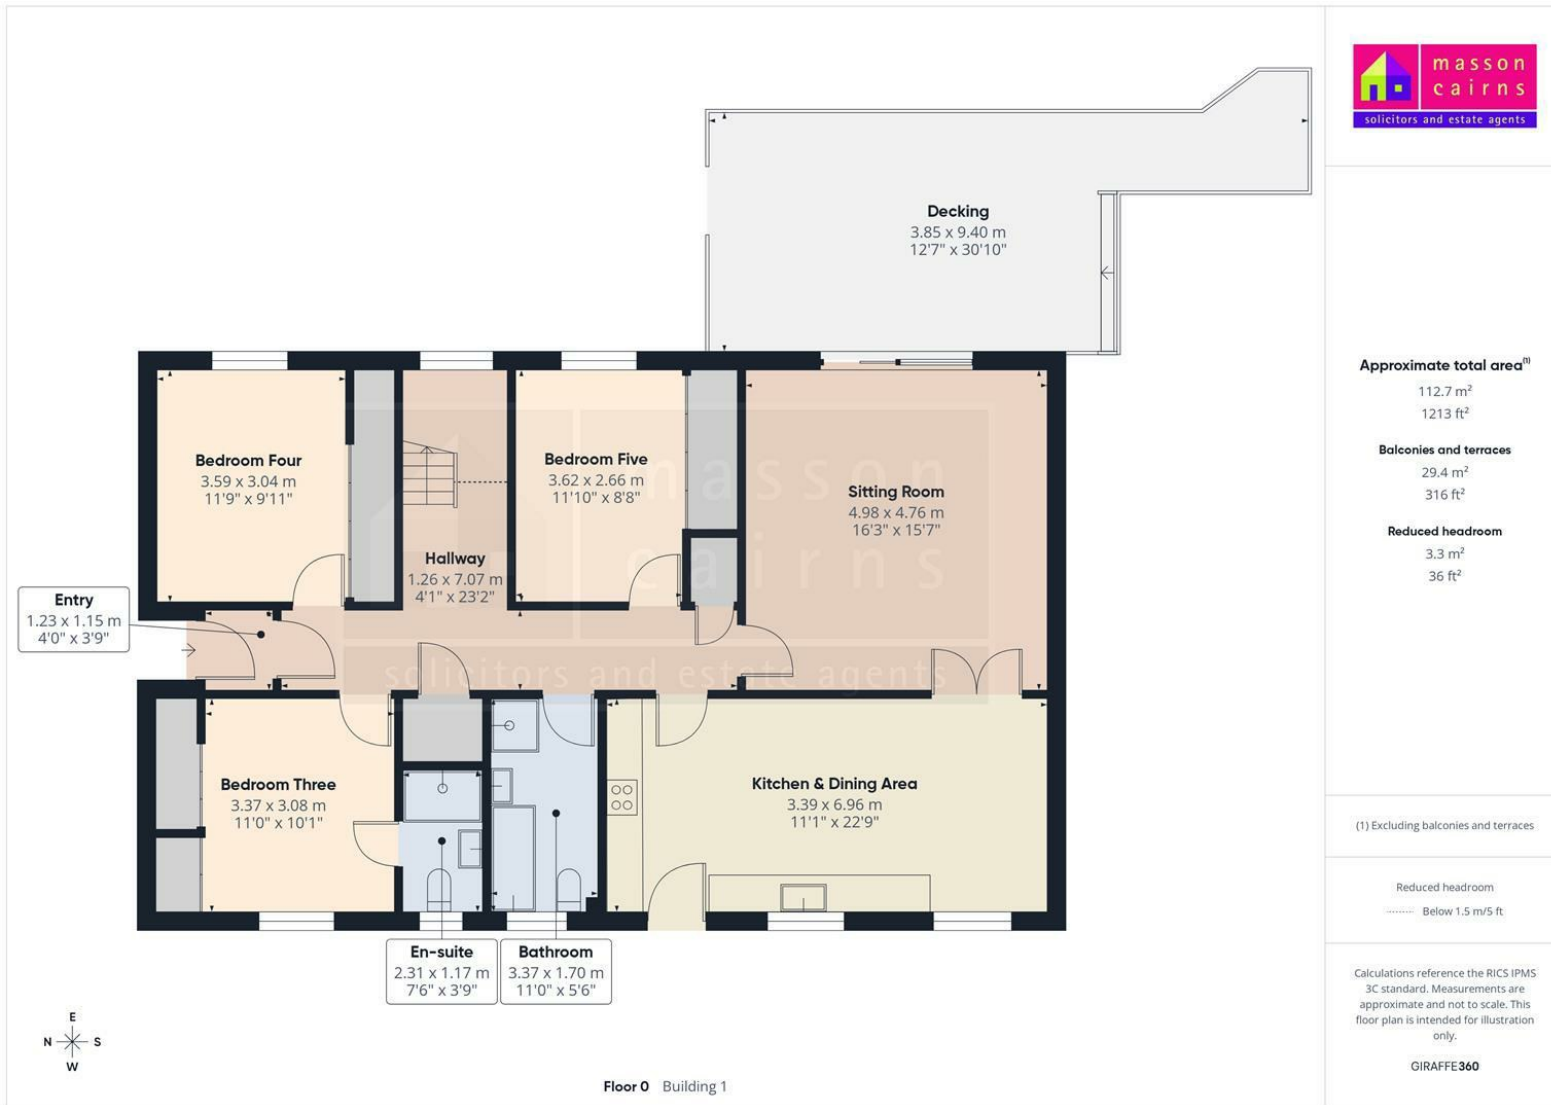 masson
cairns
solicitors and estate agents
Decking
3.85 x 9.40 m
12'7" x 30'10"
Approximate total area(1)
112.7 m²
1213 ft²
Balconies and terraces
29.4 m²
316 ft²
Reduced headroom
3.3 m²
36 ft²
Bedroom Four
3.59 x 3.04 m
11'9" x 9'11"
Bedroom Five
3.62 x 2.66 m
11'10" x 8'8"
Sitting Room
4.98 x 4.76 m
16'3" x 15'7"
masson
cairns
solicitors and estate agents
Hallway
1.26 x 7.07 m
4'1" x 23'2"
Entry
1.23 x 1.15 m
4'0" x 3'9"
Bedroom Three
3.37 x 3.08 m
11'0" x 10'1"
Kitchen & Dining Area
3.39 x 6.96 m
11'1" x 22'9"
En-suite
2.31 x 1.17 m
7'6" x 3'9"
Bathroom
3.37 x 1.70 m
11'0" x 5'6"
(1) Excluding balconies and terraces
Reduced headroom
Below 1.5 m/5 ft
Calculations reference the RICS IPMS
3C standard. Measurements are
approximate and not to scale. This
floor plan is intended for illustration
only.
GIRAFFE360
E
N S
W
Floor 0 Building 1